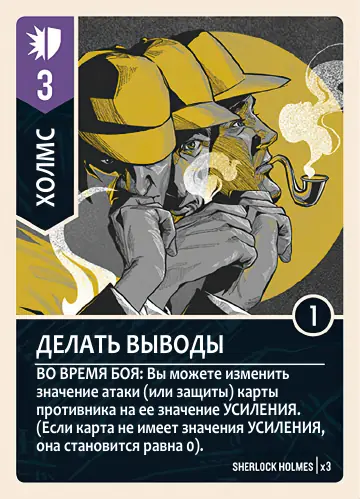 3
ХОЛМС
1
ДЕЛАТЬ ВЫВОДЫ
ВО ВРЕМЯ БОЯ: Вы можете изменить
значение атаки (или защиты) карты
противника на ее значение УСИЛЕНИЯ.
(Если карта не имеет значения УСИЛЕНИЯ,
она становится равна 0).
SHERLOCK HOLMES | x3